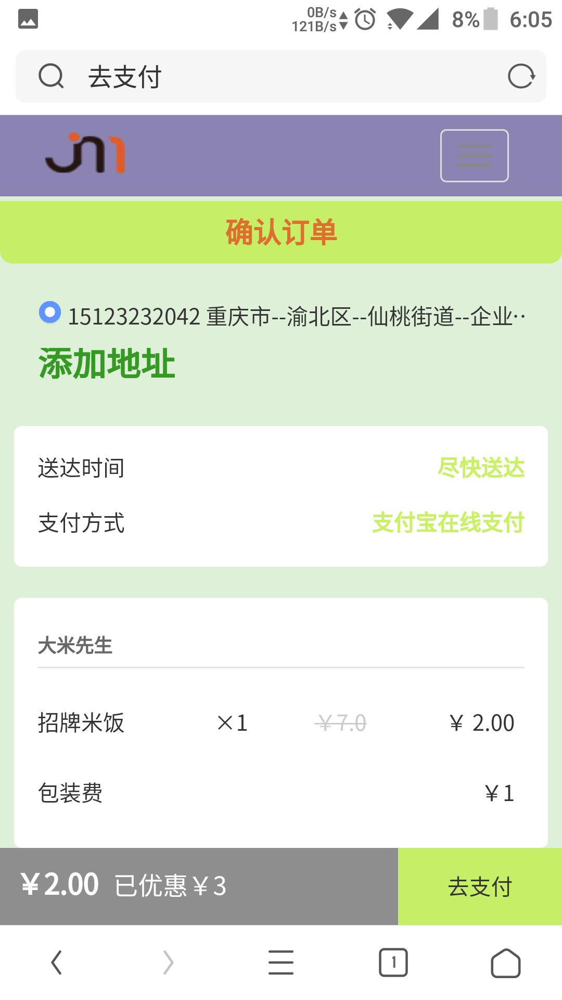 0B/s
121B/s
8% 6:05
去支付
确认订单
15123232042 重庆市--渝北区--仙桃街道--企业··
添加地址
送达时间 尽快送达
支付方式 支付宝在线支付
大米先生
招牌米饭 ×1 ￥7.0 ￥ 2.00
包装费 ￥1
￥2.00 已优惠￥3 去支付
1